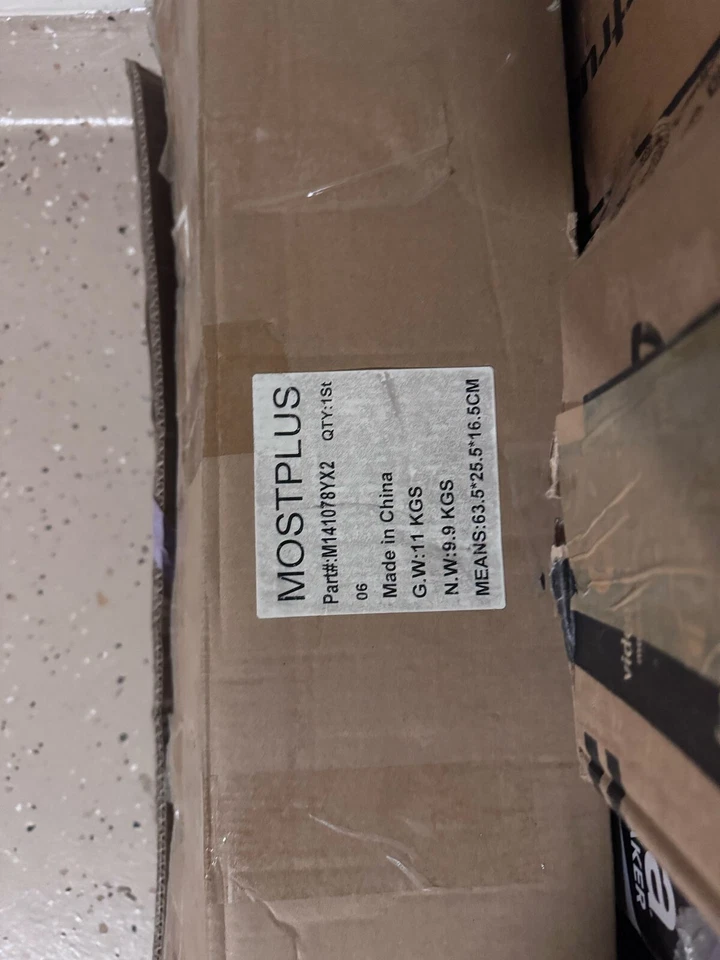 MOSTPLUS
Part#:M141078YX2 QTY:1St
06
Made in China
G.W:11 KGS
N.W:9.9 KGS
MEANS:63.5*25.5*16.5CM